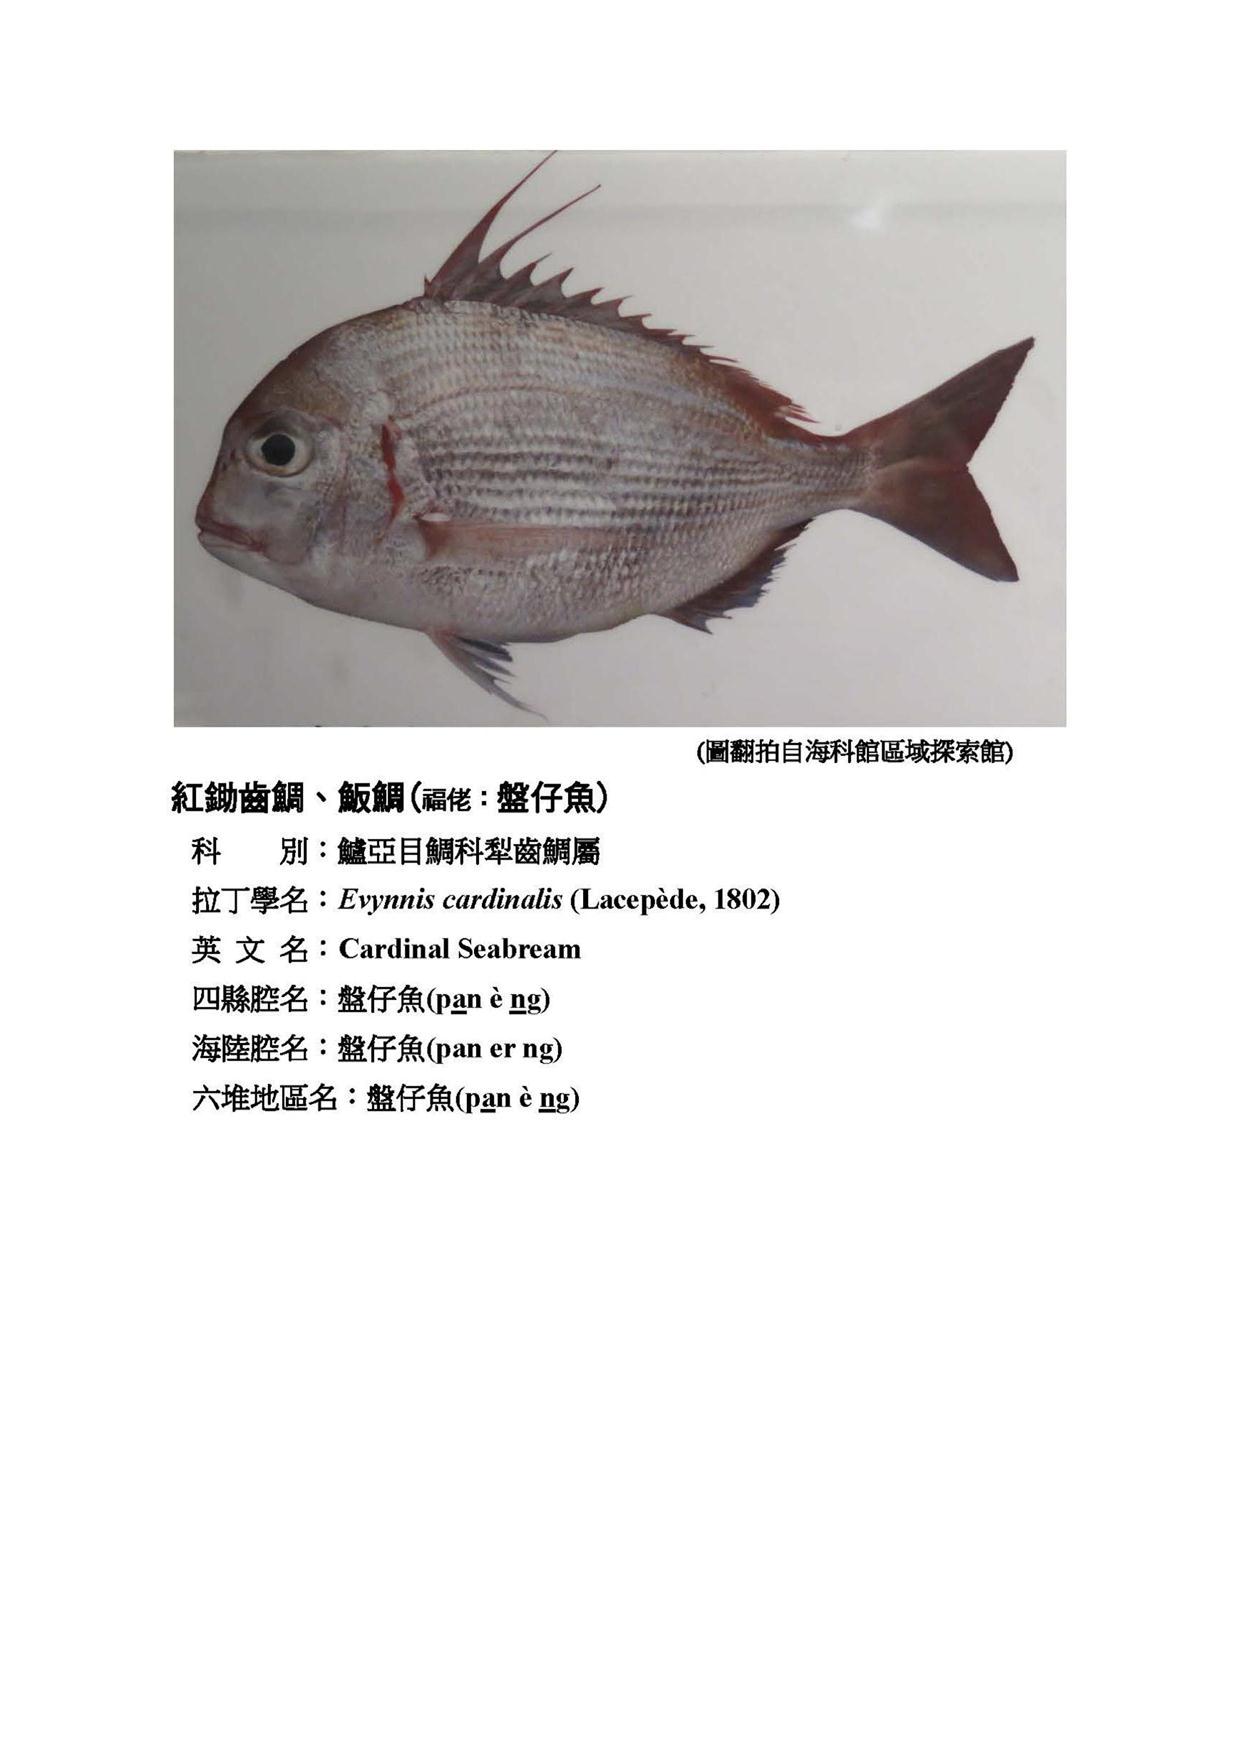 (圖翻拍自海科館區域探索館)
紅鋤齒鯛、魬鯛(福佬：盤仔魚)
科　　別：鱸亞目鯛科犁齒鯛屬
拉丁學名：Evynnis cardinalis (Lacepède, 1802)
英 文 名：Cardinal Seabream
四縣腔名：盤仔魚(pan è ng)
海陸腔名：盤仔魚(pan er ng)
六堆地區名：盤仔魚(pan è ng)